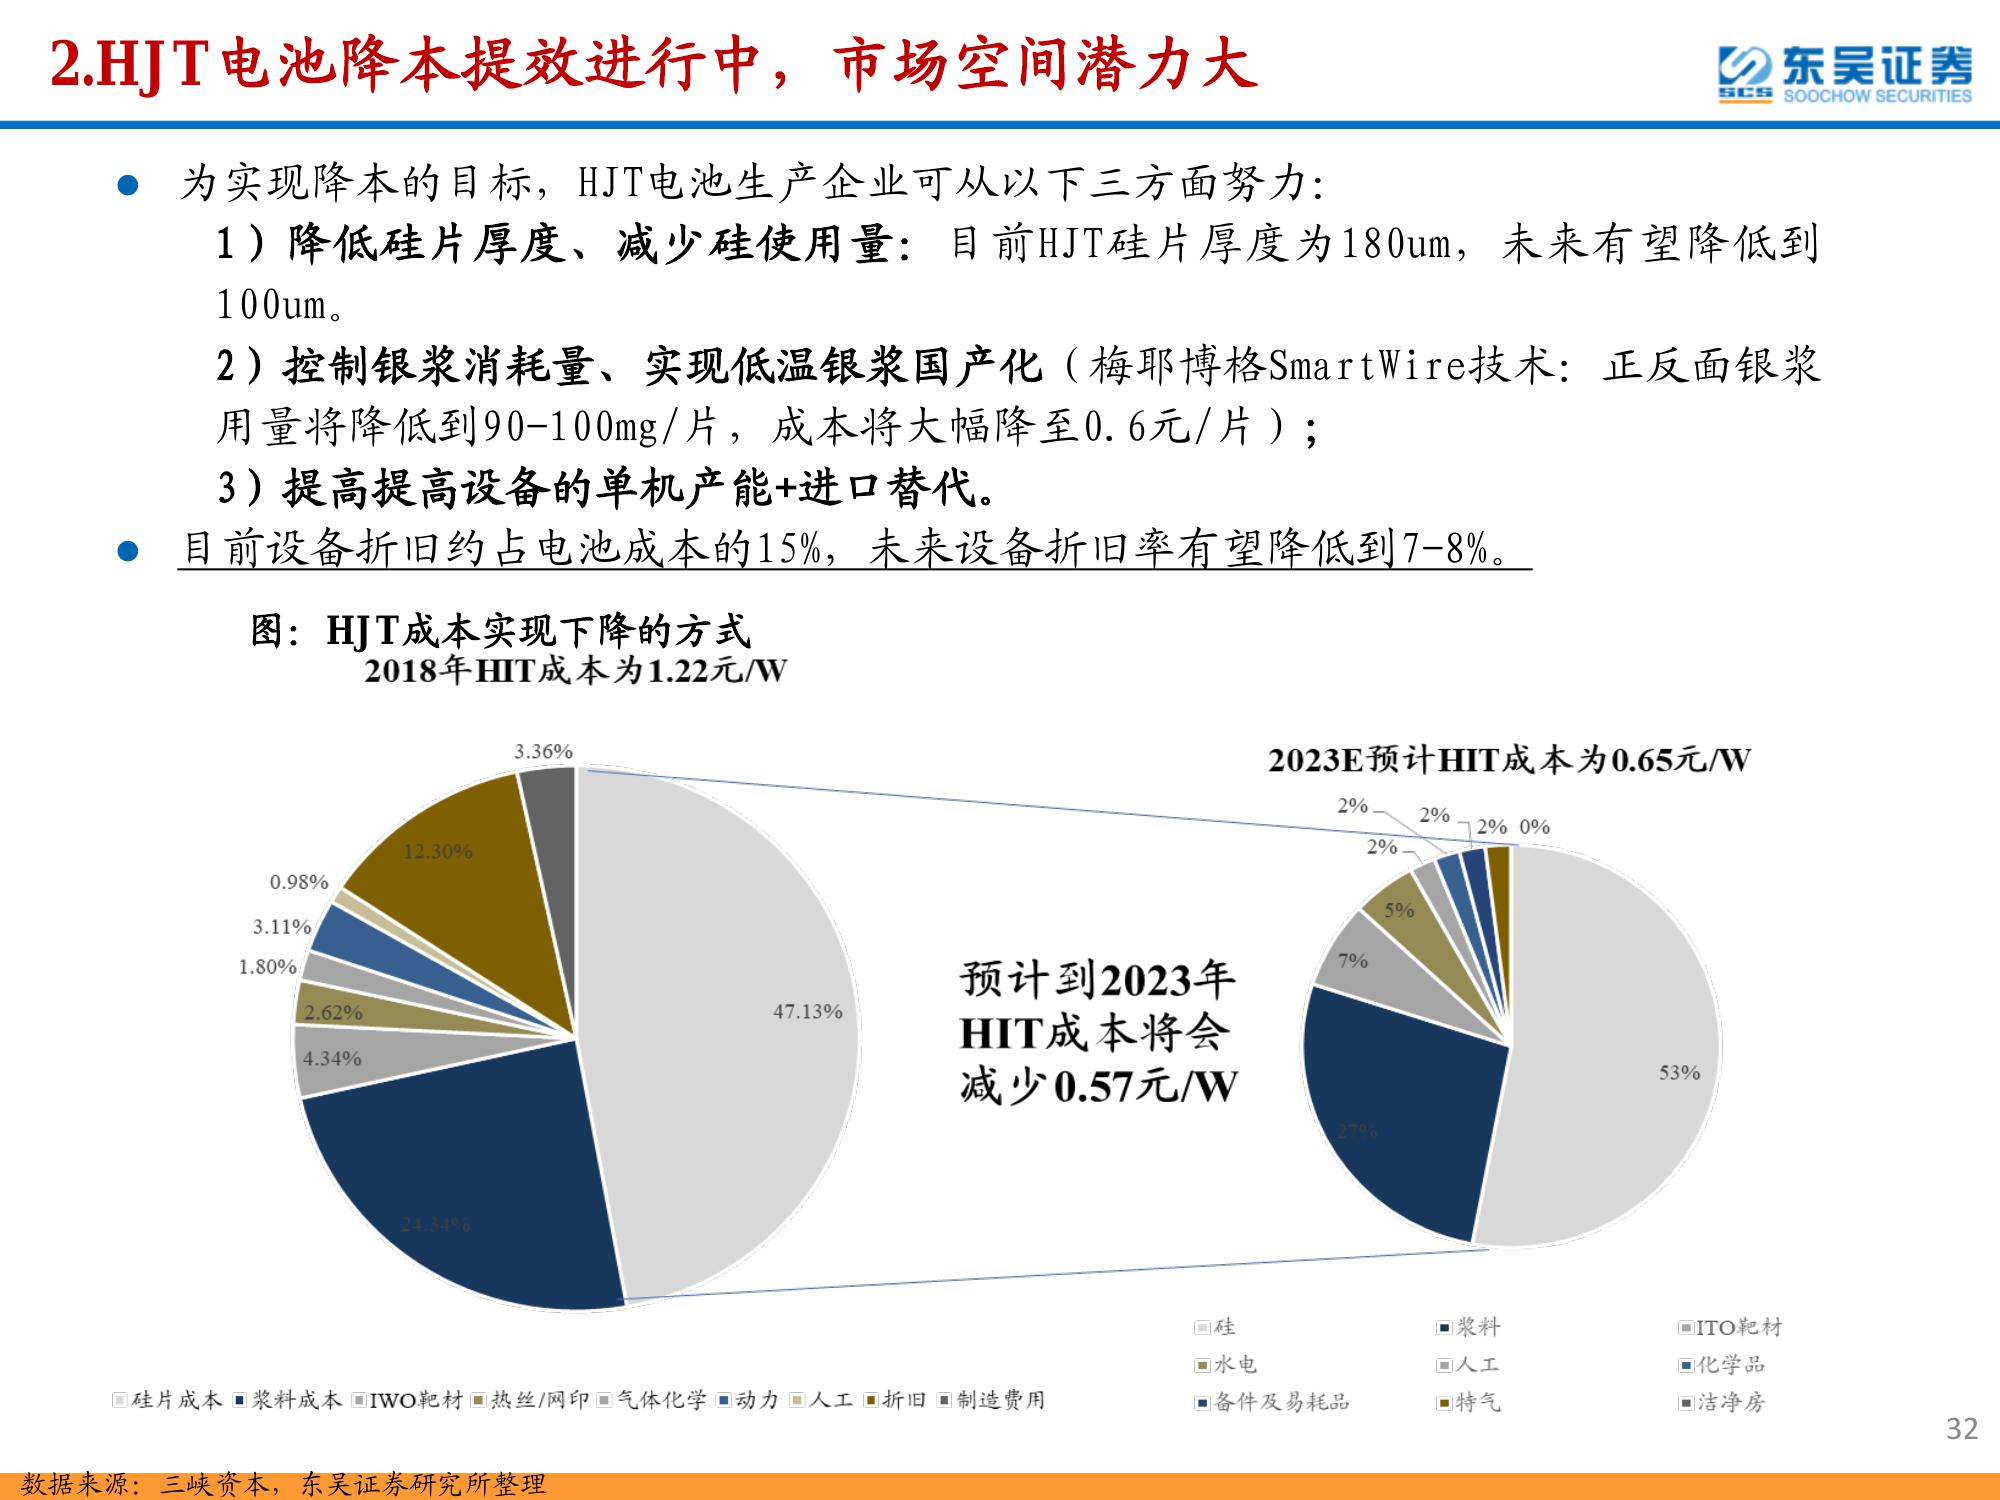 2.HJT电池降本提效进行中，市场空间潜力大
东吴证券
SCS
SOOCHOW SECURITIES
为实现降本的目标，HJT电池生产企业可从以下三方面努力：
1）降低硅片厚度、减少硅使用量：目前HJT硅片厚度为180um，未来有望降低到
100um。
2）控制银浆消耗量、实现低温银浆国产化（梅耶博格SmartWire技术：正反面银浆
用量将降低到90-100mg/片，成本将大幅降至0.6元/片）；
3）提高提高设备的单机产能+进口替代。
目前设备折旧约占电池成本的15%，未来设备折旧率有望降低到7-8%。
图：HJT成本实现下降的方式
2018年HIT成本为1.22元/W
3.36%
12.30%
0.98%
3.11%
1.80%
2.62%
4.34%
24.34%
47.13%
硅片成本 浆料成本 IWO靶材 热丝/网印 气体化学 动力 人工 折旧 制造费用
预计到2023年
HIT成本将会
减少0.57元/W
2023E预计HIT成本为0.65元/W
2% 2% 2% 0%
2%
5%
7%
27%
53%
硅 浆料 ITO靶材
水电 人工 化学品
备件及易耗品 特气 洁净房
32
数据来源：三峡资本，东吴证券研究所整理